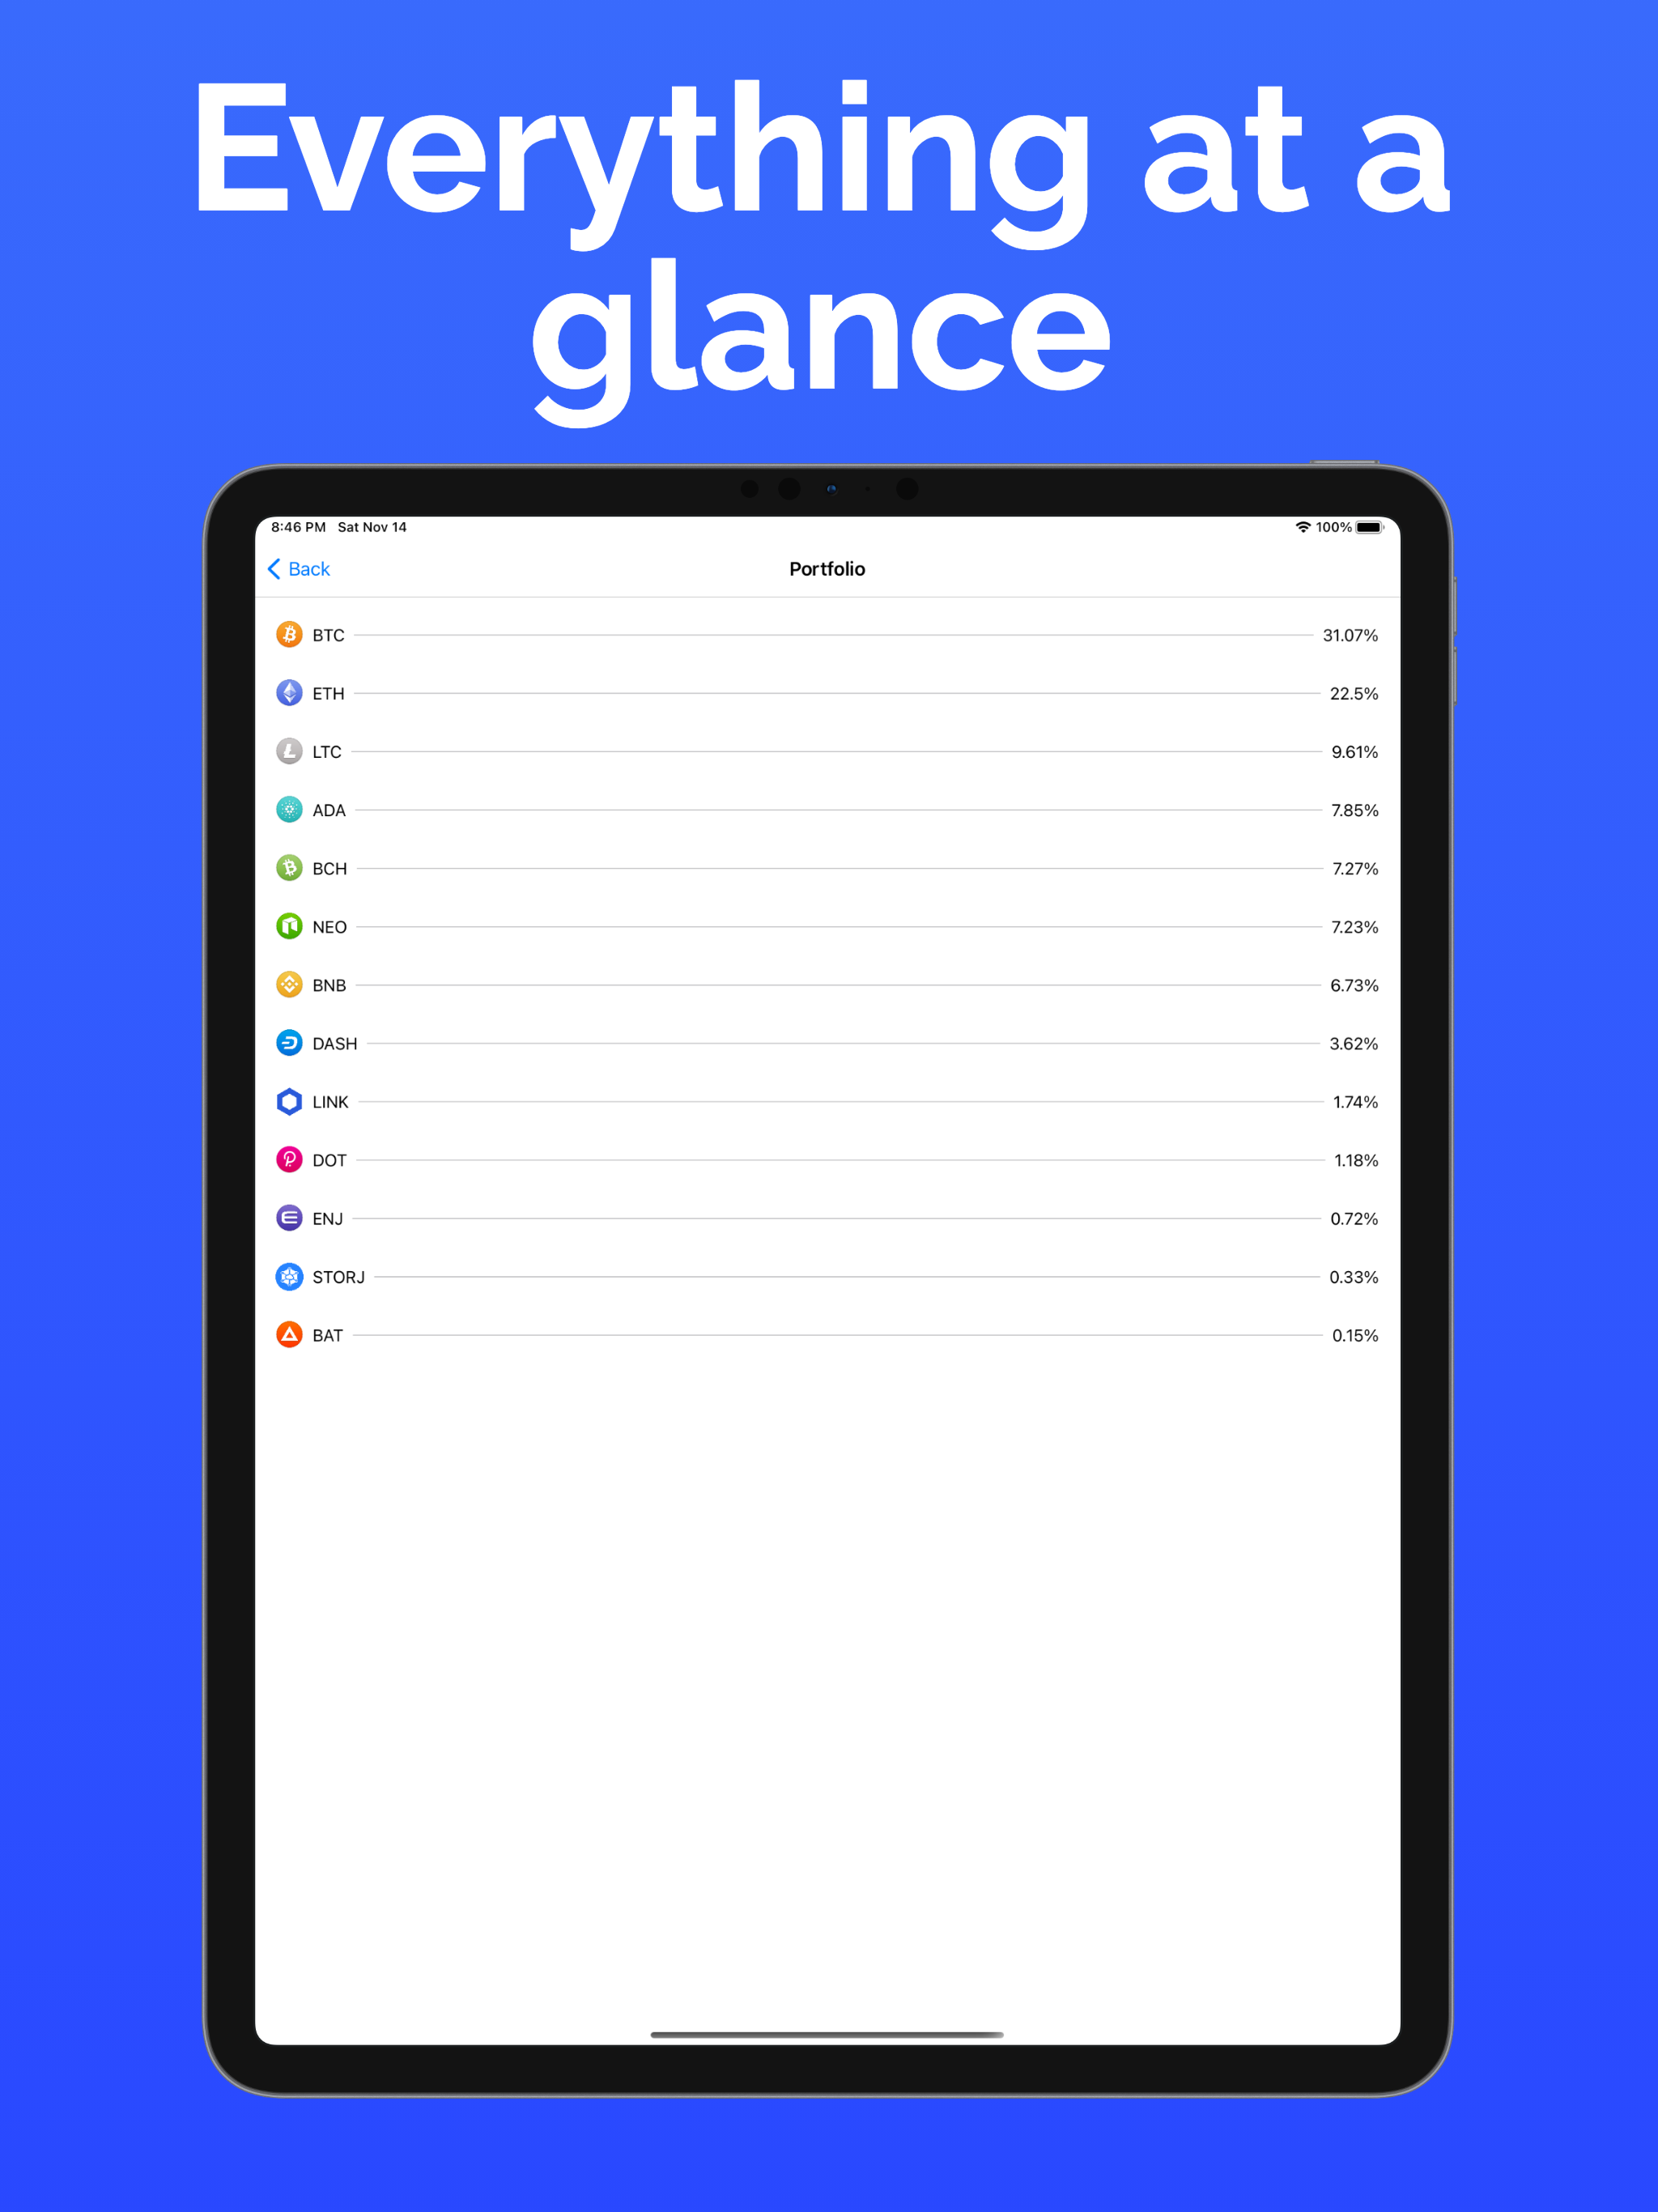 Everything at a
glance
8:46 PM Sat Nov 14 100%
Back Portfolio
BTC 31.07%
ETH 22.5%
LTC 9.61%
ADA 7.85%
BCH 7.27%
NEO 7.23%
BNB 6.73%
DASH 3.62%
LINK 1.74%
DOT 1.18%
ENJ 0.72%
STORJ 0.33%
BAT 0.15%